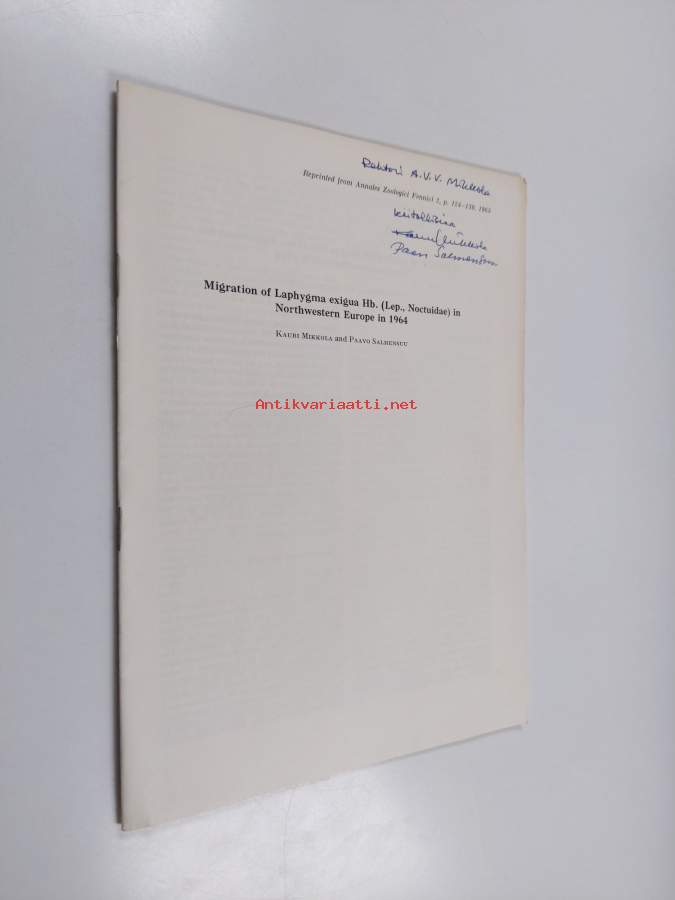 A. V. V. Mikkola
Reprinted from Annales Zoologici Fennici 2, p. 124—139, 1965
kiitollisina
Mikkola
Paavo Salmensuu
Migration of Laphygma exigua Hb. (Lep., Noctuidae) in
Northwestern Europe in 1964
KAURI MIKKOLA and PAAVO SALMENSUU
Antikvariaatti.net